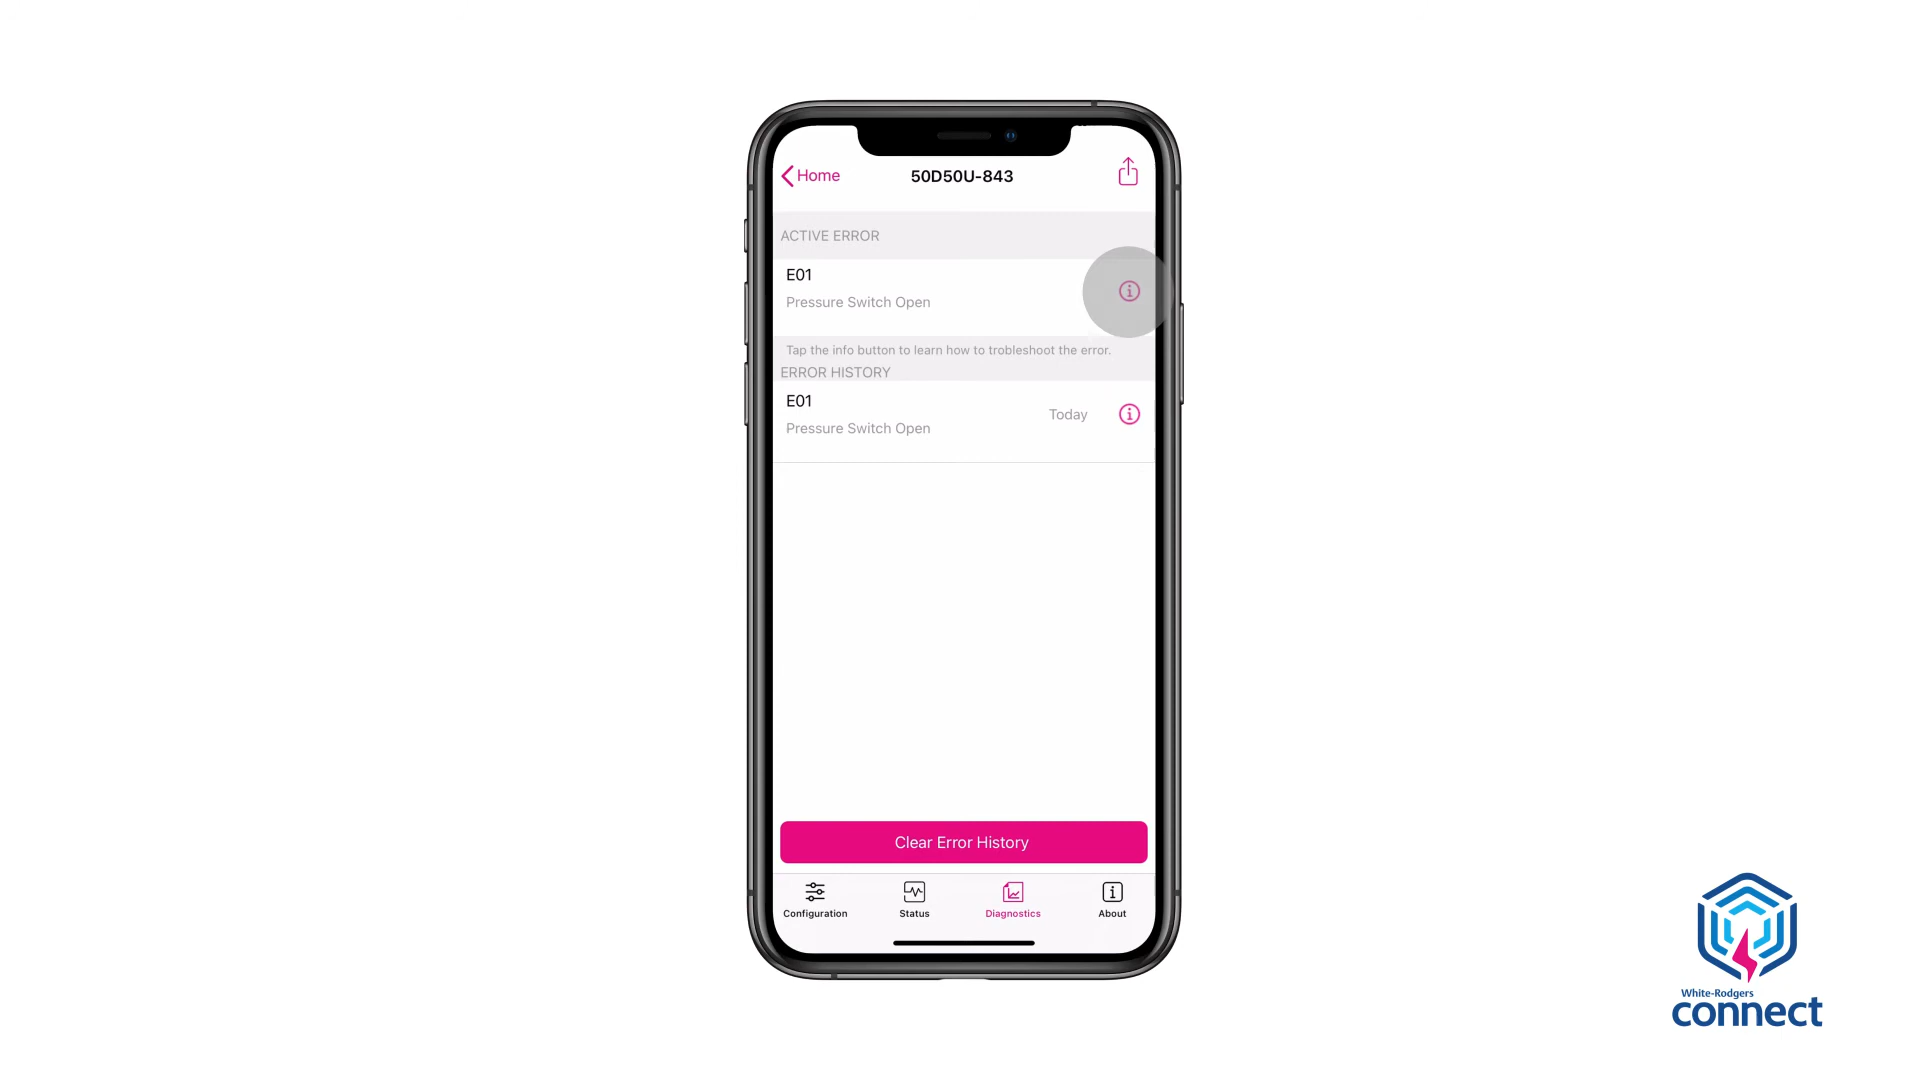 Home
50D50U-843
ACTIVE ERROR
E01
Pressure Switch Open
Tap the info button to learn how to trobleshoot the error.
ERROR HISTORY
E01
Today
Pressure Switch Open
Clear Error History
Configuration
Status
Diagnostics
About
White-Rodgers
connect